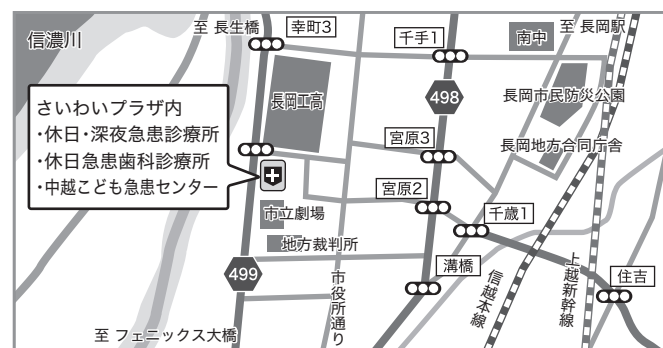 信濃川
至 長生橋
幸町3
千手1
南中
至 長岡駅
長岡工高
498
長岡市民防災公園
さいわいプラザ内
・休日・深夜急患診療所
・休日急患歯科診療所
・中越こども急患センター
宮原3
長岡地方合同庁舎
宮原2
市立劇場
千歳1
地方裁判所
499
市役所通り
溝橋
信越本線
上越新幹線
住吉
至 フェニックス大橋